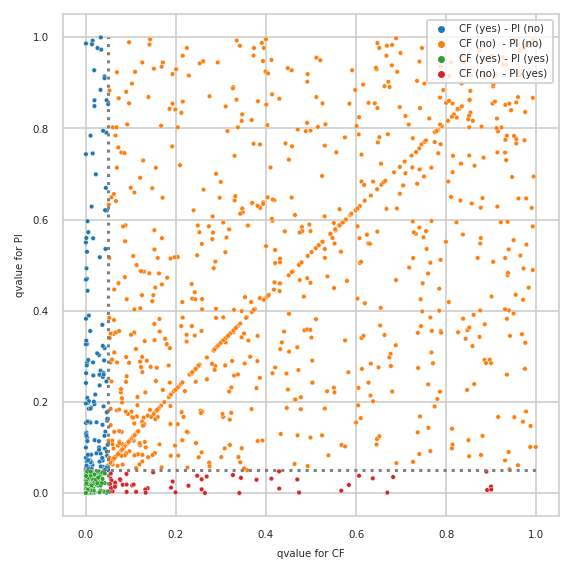 CF (yes) - PI (no)
CF (no) - PI (no)
CF (yes) - PI (yes)
CF (no) - PI (yes)
1.0
0.8
0.6
0.4
0.2
0.0
qvalue for PI
0.0 0.2 0.4 0.6 0.8 1.0
qvalue for CF